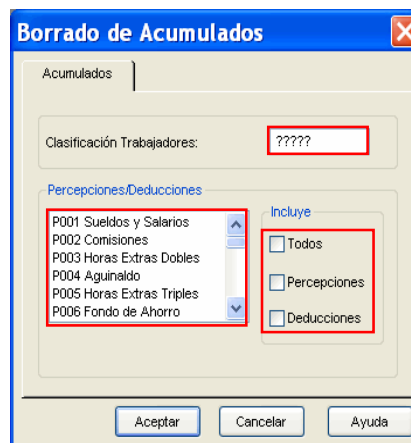 Borrado de Acumulados
Acumulados
Clasificación Trabajadores:
?????
Percepciones/Deducciones
P001 Sueldos y Salarios
P002 Comisiones
P003 Horas Extras Dobles
P004 Aguinaldo
P005 Horas Extras Triples
P006 Fondo de Ahorro
Incluye
Todos
Percepciones
Deducciones
Aceptar
Cancelar
Ayuda